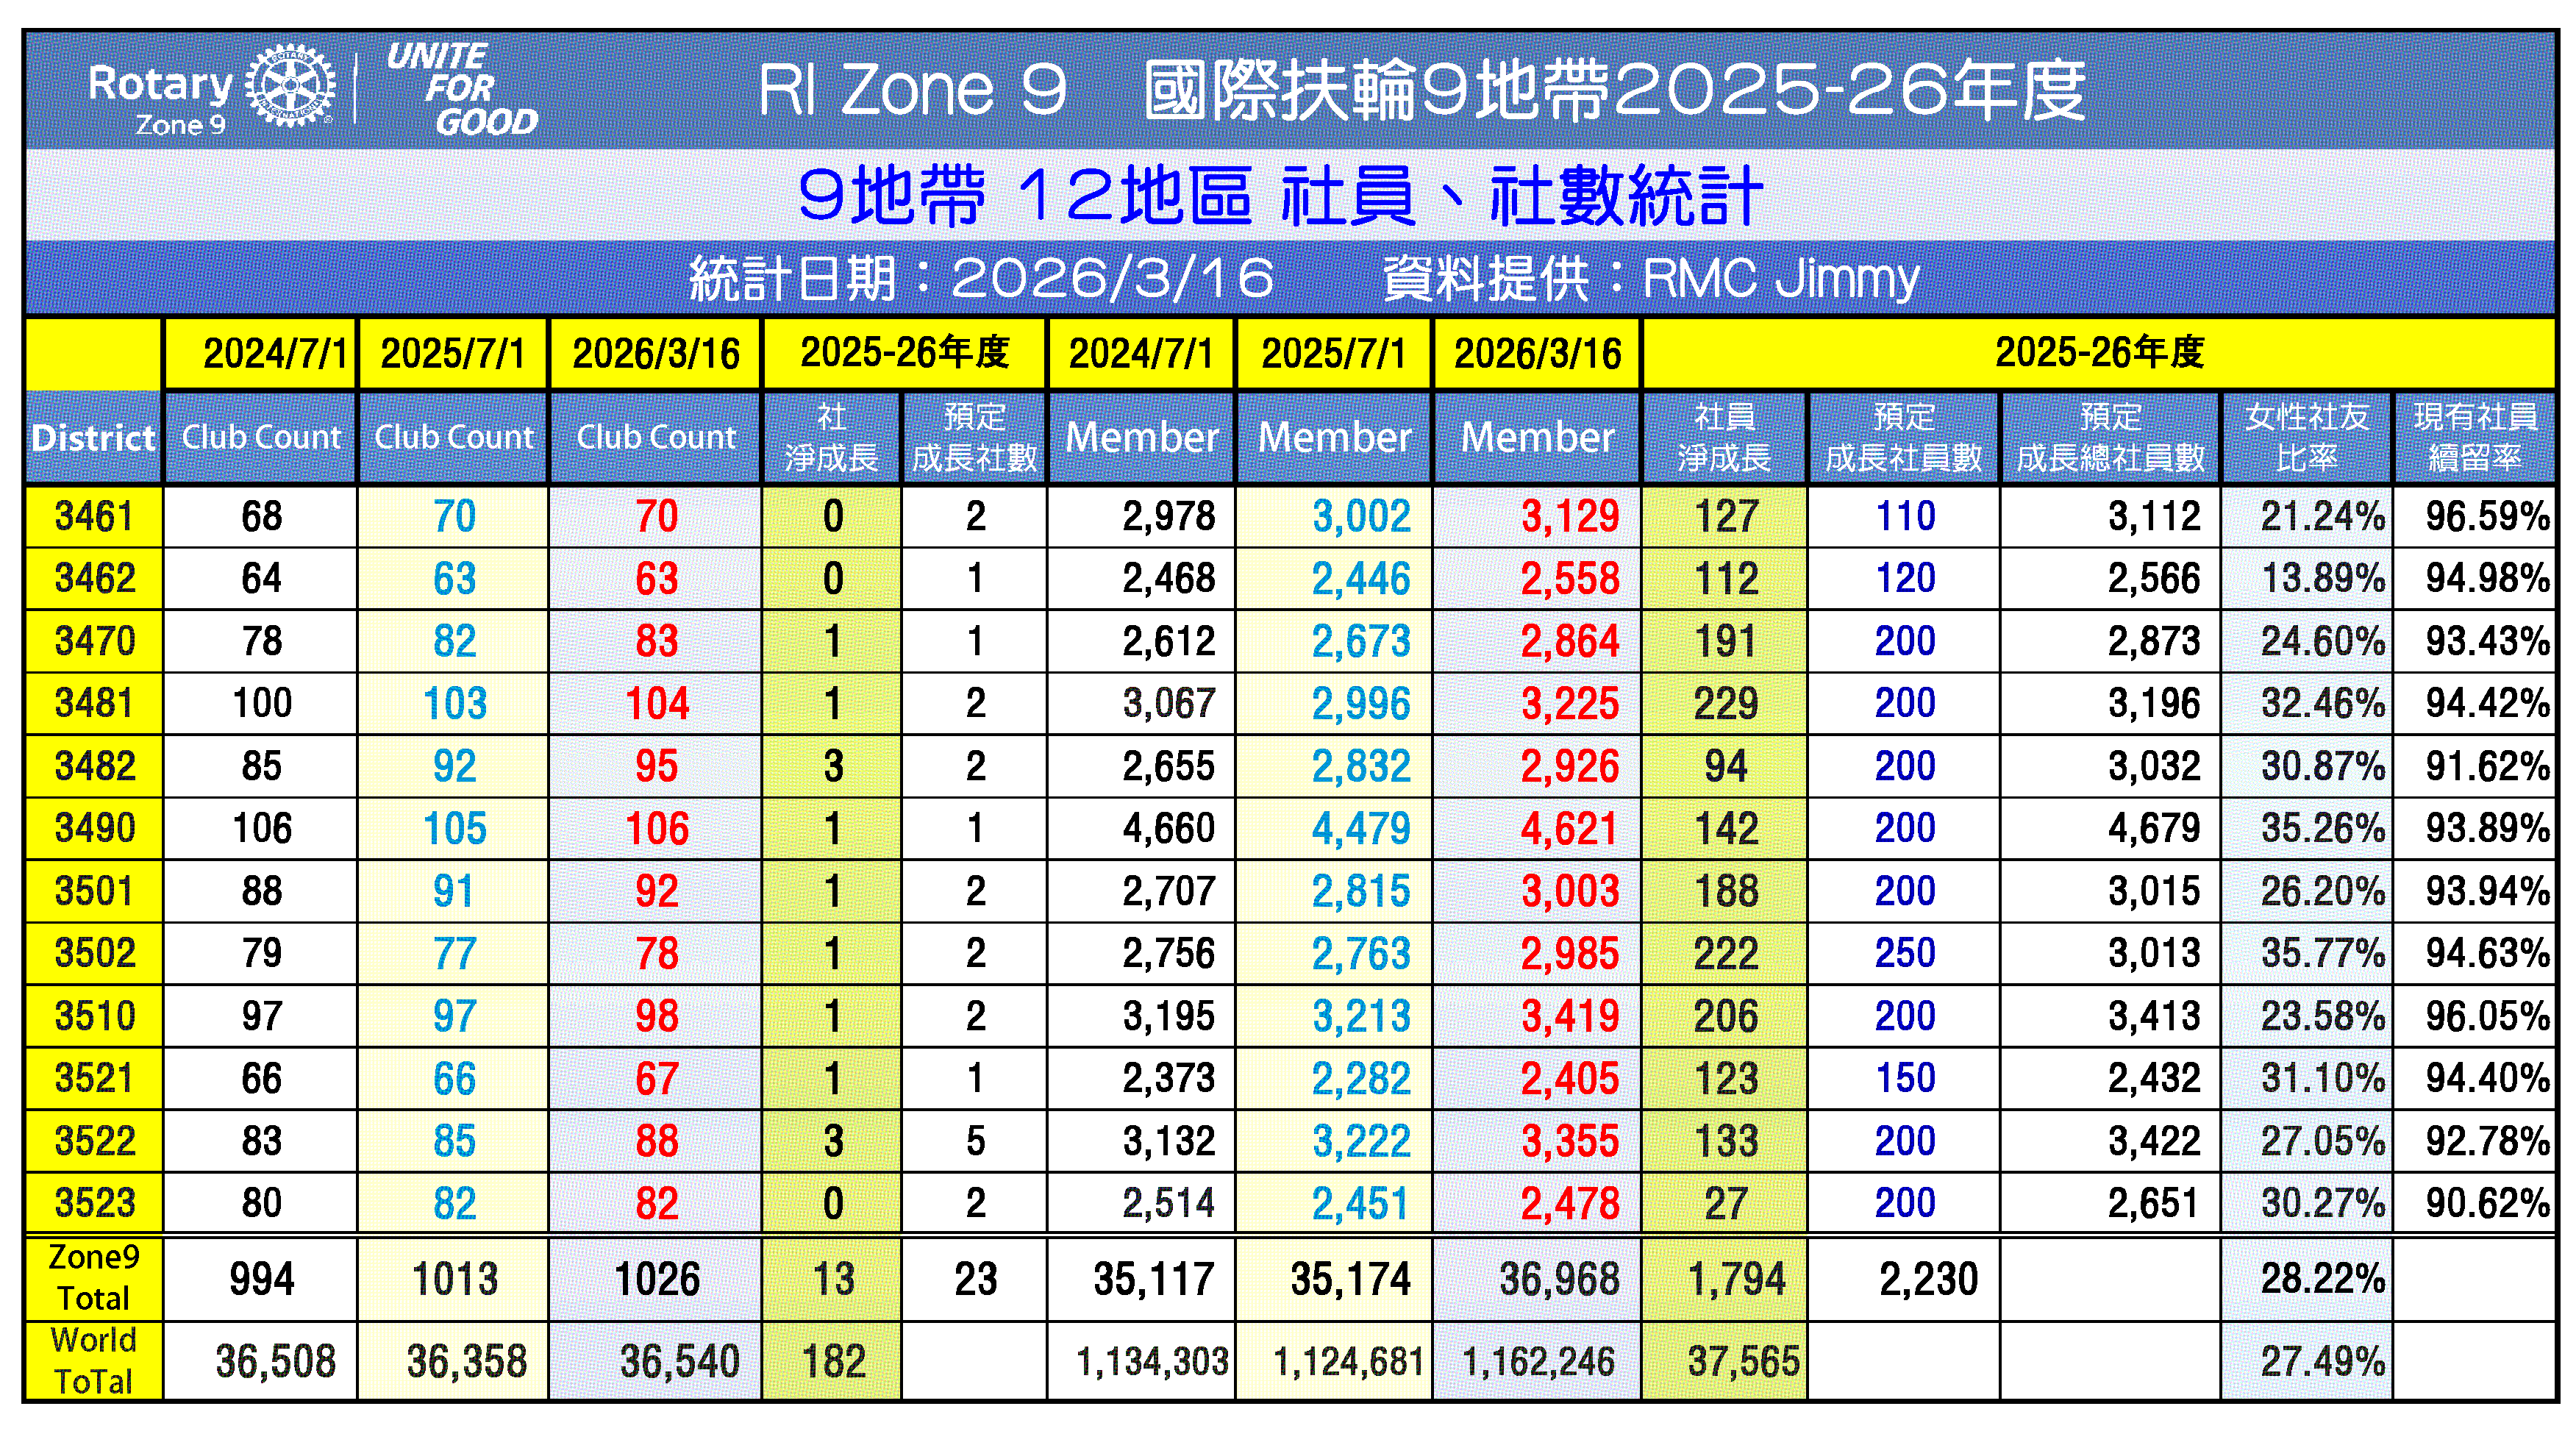 Rotary
Zone 9
UNITE
FOR
GOOD
RI Zone 9 國際扶輪9地帶2025-26年度
9地帶 12地區 社員、社數統計
統計日期：2026/3/16 資料提供：RMC Jimmy
2024/7/1 2025/7/1 2026/3/16 2025-26年度 2024/7/1 2025/7/1 2026/3/16 2025-26年度
District Club Count Club Count Club Count 社 淨成長 預定 成長社數 Member Member Member 社員 淨成長 預定 成長社員數 預定 成長總社員數 女性社友 比率 現有社員 續留率
3461 68 70 70 0 2 2,978 3,002 3,129 127 110 3,112 21.24% 96.59%
3462 64 63 63 0 1 2,468 2,446 2,558 112 120 2,566 13.89% 94.98%
3470 78 82 83 1 1 2,612 2,673 2,864 191 200 2,873 24.60% 93.43%
3481 100 103 104 1 2 3,067 2,996 3,225 229 200 3,196 32.46% 94.42%
3482 85 92 95 3 2 2,655 2,832 2,926 94 200 3,032 30.87% 91.62%
3490 106 105 106 1 1 4,660 4,479 4,621 142 200 4,679 35.26% 93.89%
3501 88 91 92 1 2 2,707 2,815 3,003 188 200 3,015 26.20% 93.94%
3502 79 77 78 1 2 2,756 2,763 2,985 222 250 3,013 35.77% 94.63%
3510 97 97 98 1 2 3,195 3,213 3,419 206 200 3,413 23.58% 96.05%
3521 66 66 67 1 1 2,373 2,282 2,405 123 150 2,432 31.10% 94.40%
3522 83 85 88 3 5 3,132 3,222 3,355 133 200 3,422 27.05% 92.78%
3523 80 82 82 0 2 2,514 2,451 2,478 27 200 2,651 30.27% 90.62%
Zone9 Total 994 1013 1026 13 23 35,117 35,174 36,968 1,794 2,230 28.22%
World ToTal 36,508 36,358 36,540 182 1,134,303 1,124,681 1,162,246 37,565 27.49%